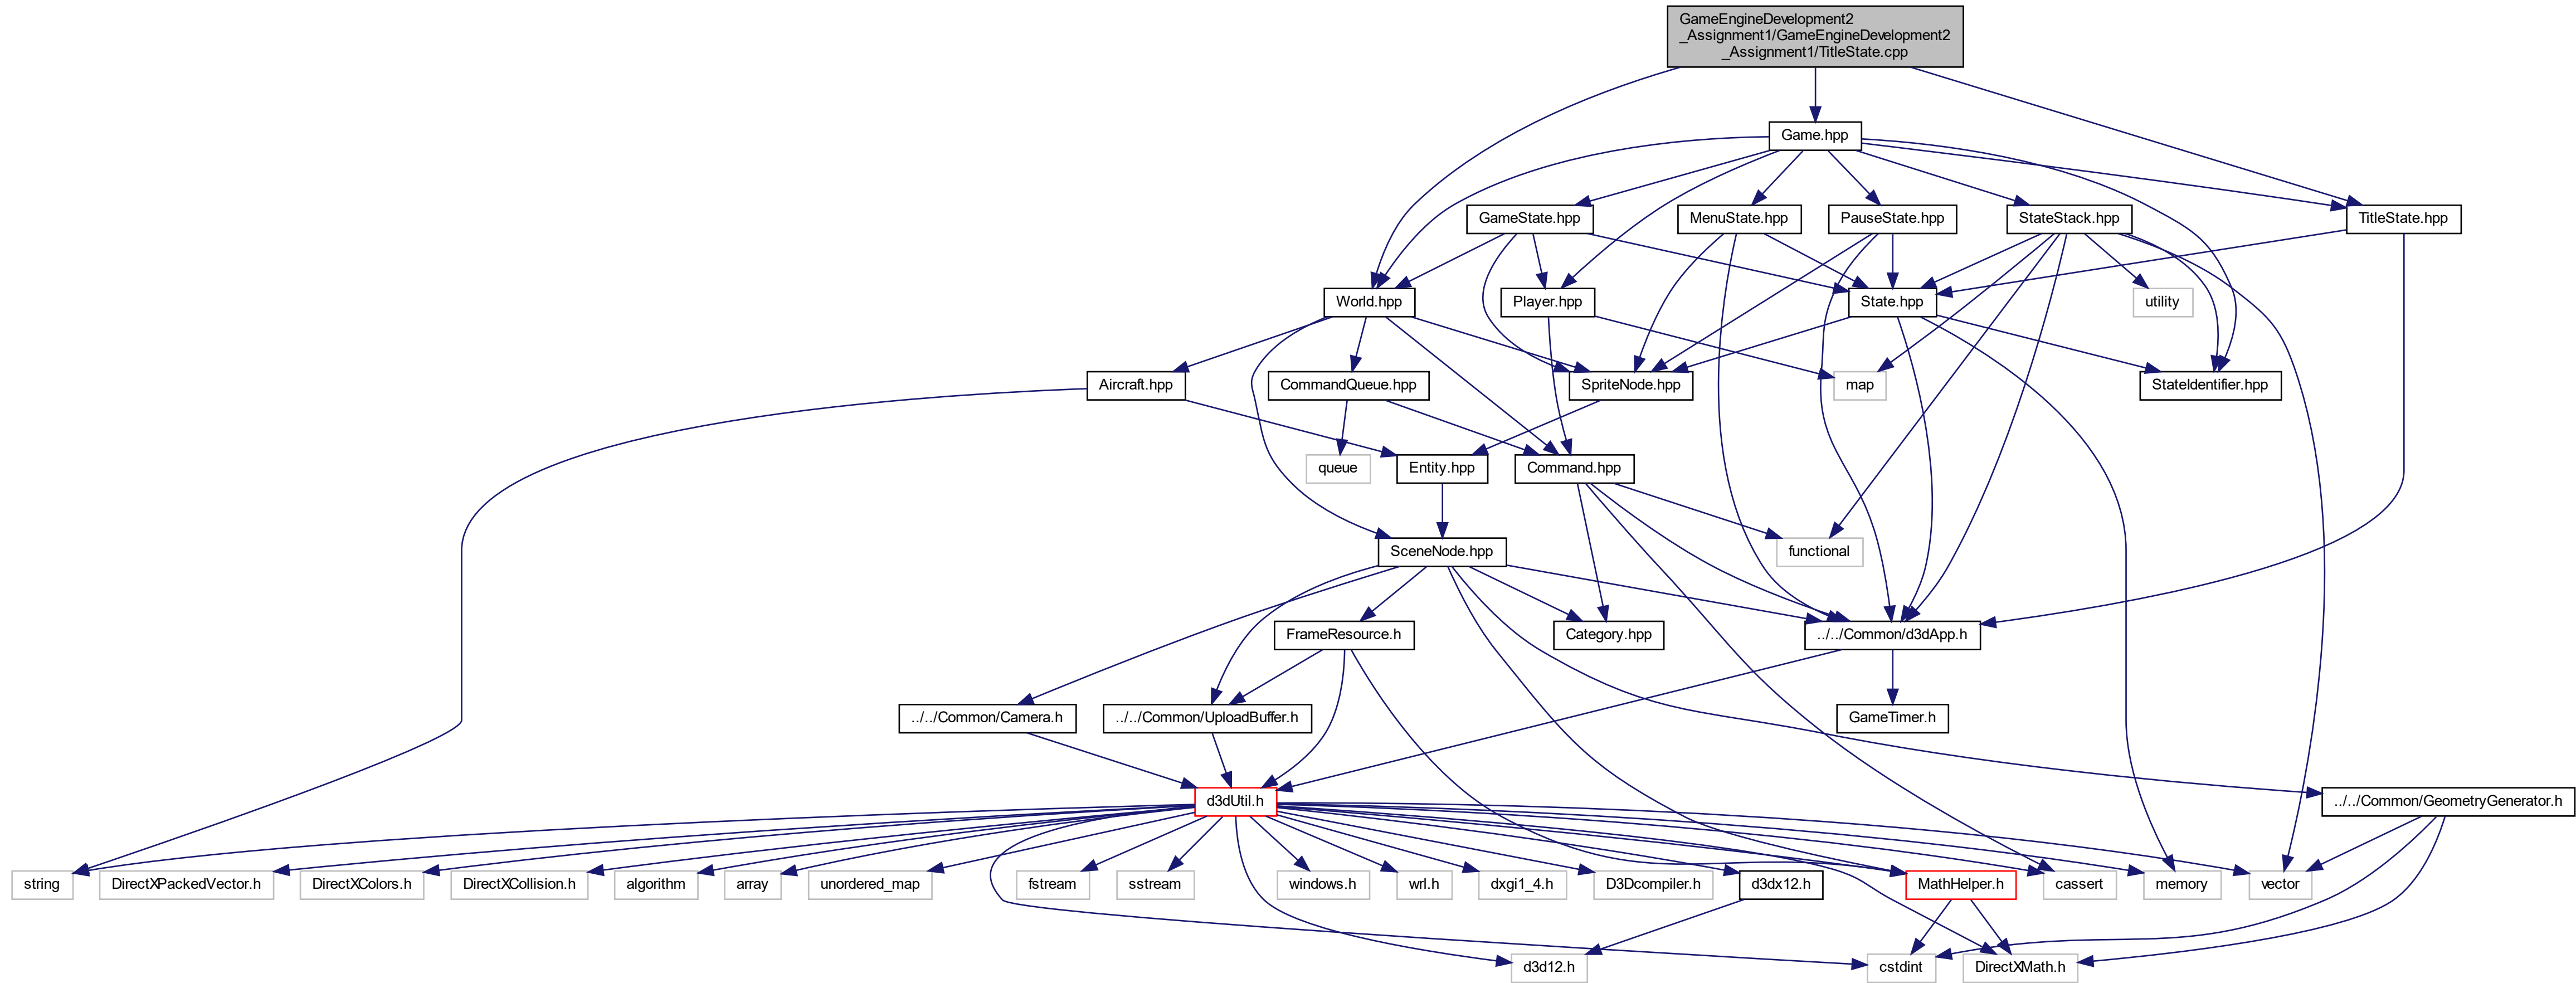 GameEngineDevelopment2
_Assignment1/GameEngineDevelopment2
_Assignment1/TitleState.cpp
Game.hpp
GameState.hpp
MenuState.hpp
PauseState.hpp
StateStack.hpp
TitleState.hpp
World.hpp
Player.hpp
State.hpp
utility
Aircraft.hpp
CommandQueue.hpp
SpriteNode.hpp
map
StateIdentifier.hpp
queue
Entity.hpp
Command.hpp
SceneNode.hpp
functional
FrameResource.h
Category.hpp
../../Common/d3dApp.h
../../Common/Camera.h
../../Common/UploadBuffer.h
GameTimer.h
d3dUtil.h
../../Common/GeometryGenerator.h
string
DirectXPackedVector.h
DirectXColors.h
DirectXCollision.h
algorithm
array
unordered_map
fstream
sstream
windows.h
wrl.h
dxgi1_4.h
D3Dcompiler.h
d3dx12.h
MathHelper.h
cassert
memory
vector
d3d12.h
cstdint
DirectXMath.h